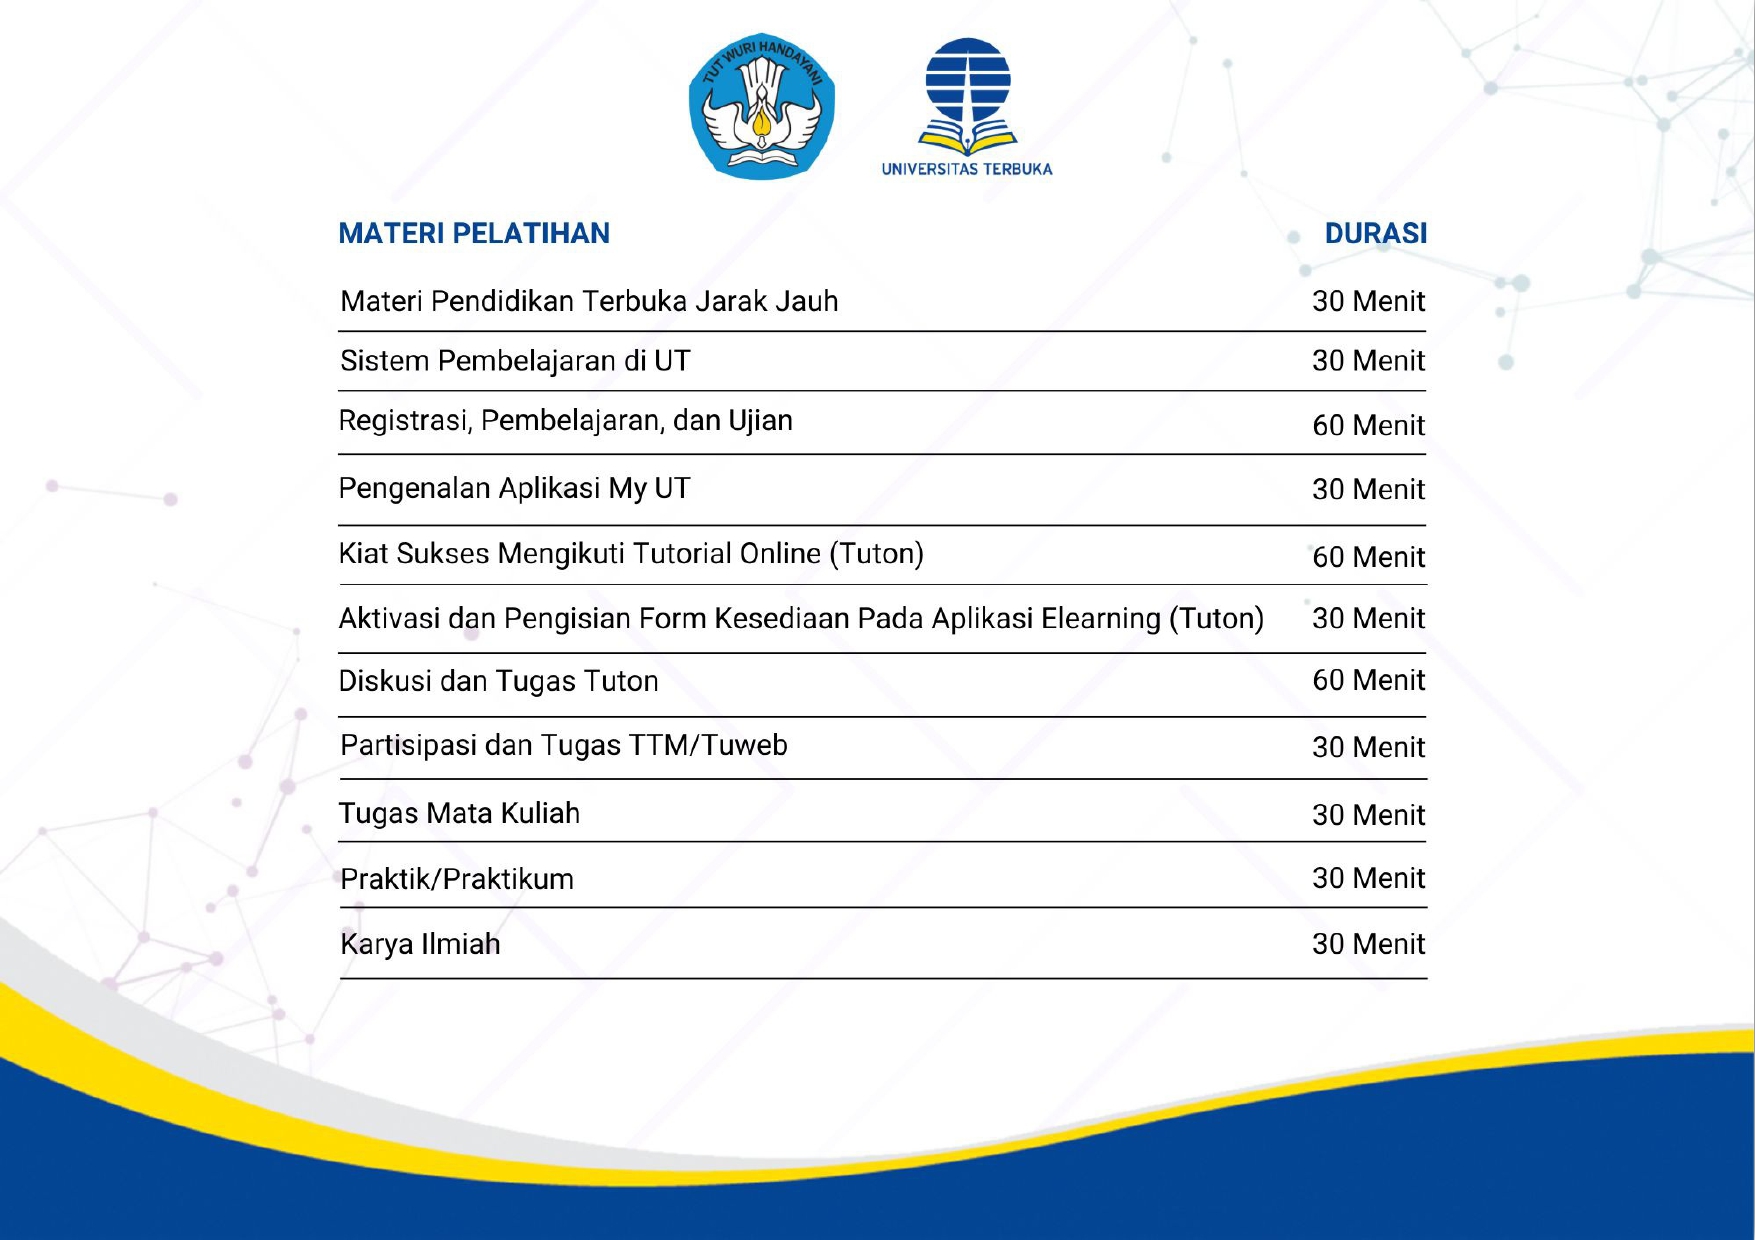 TUT WURI HANDAYANI
UNIVERSITAS TERBUKA
MATERI PELATIHAN DURASI
Materi Pendidikan Terbuka Jarak Jauh 30 Menit
Sistem Pembelajaran di UT 30 Menit
Registrasi, Pembelajaran, dan Ujian 60 Menit
Pengenalan Aplikasi My UT 30 Menit
Kiat Sukses Mengikuti Tutorial Online (Tuton) 60 Menit
Aktivasi dan Pengisian Form Kesediaan Pada Aplikasi Elearning (Tuton) 30 Menit
Diskusi dan Tugas Tuton 60 Menit
Partisipasi dan Tugas TTM/Tuweb 30 Menit
Tugas Mata Kuliah 30 Menit
Praktik/Praktikum 30 Menit
Karya Ilmiah 30 Menit